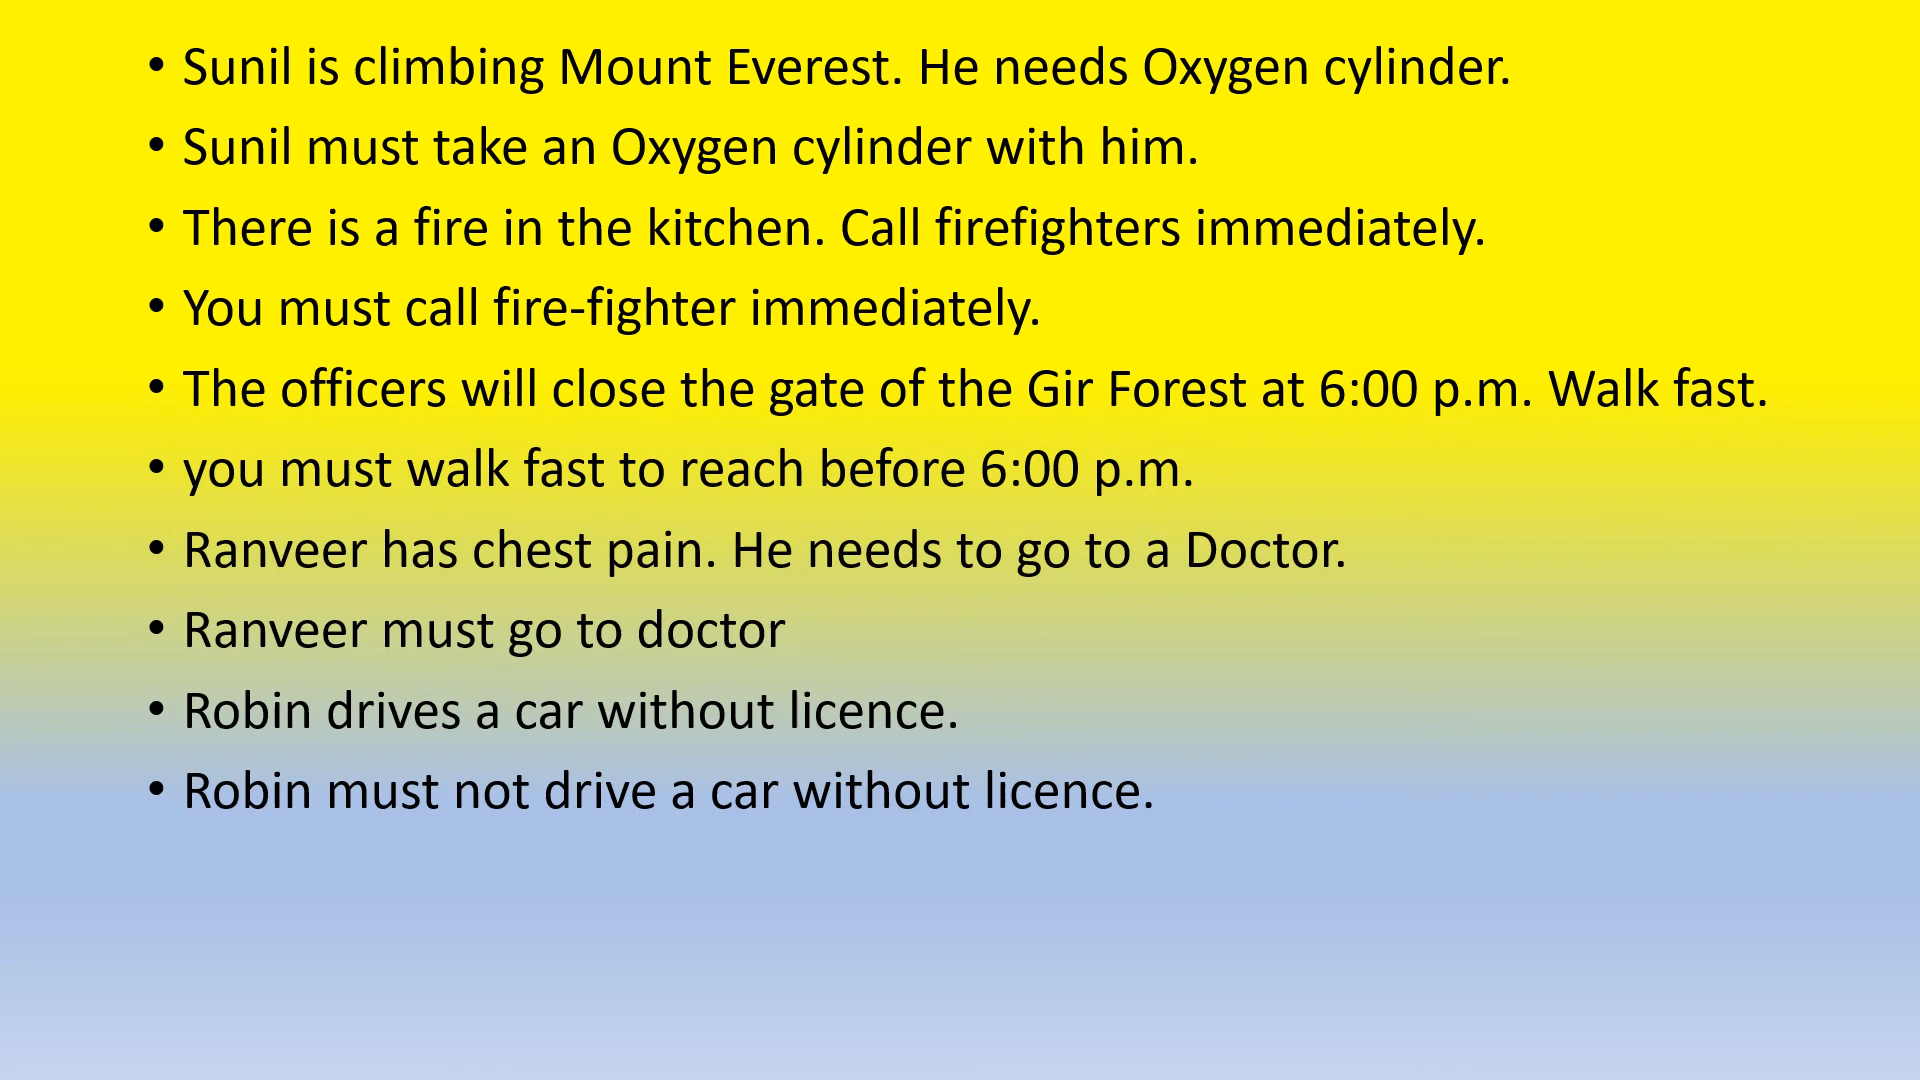 • Sunil is climbing Mount Everest. He needs Oxygen cylinder.
• Sunil must take an Oxygen cylinder with him.
• There is a fire in the kitchen. Call firefighters immediately.
• You must call fire-fighter immediately.
• The officers will close the gate of the Gir Forest at 6:00 p.m. Walk fast.
• you must walk fast to reach before 6:00 p.m.
• Ranveer has chest pain. He needs to go to a Doctor.
• Ranveer must go to doctor
• Robin drives a car without licence.
• Robin must not drive a car without licence.